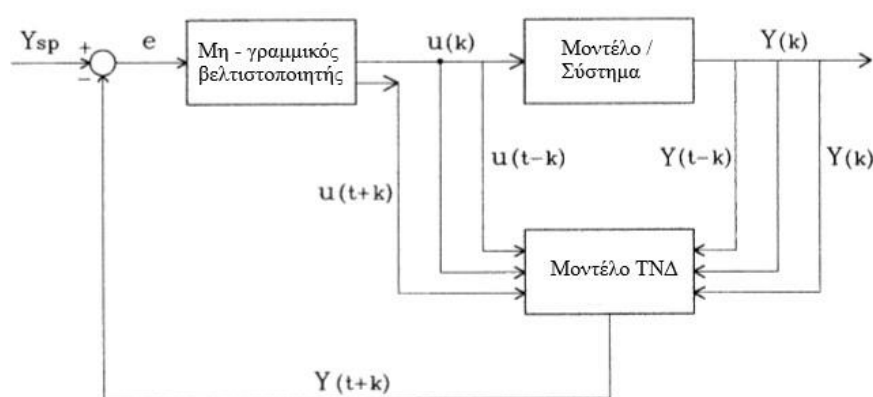 Ysp
+
−
e
Μη - γραμμικός
βελτιστοποιητής
u(k)
Μοντέλο /
Σύστημα
Y(k)
u(t+k)
u(t−k)
Y(t−k)
Y(k)
Μοντέλο ΤΝΔ
Y(t+k)